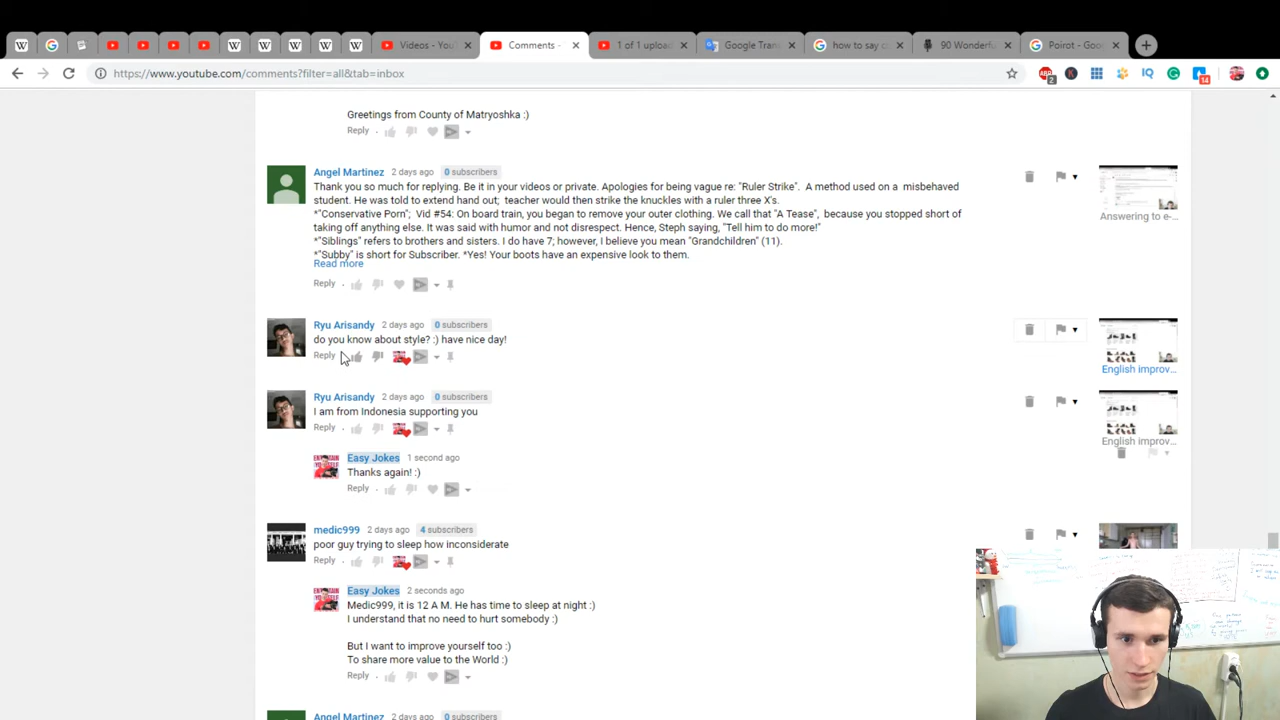 Videos - YouT
Comments -
1 of 1 upload
Google Trans
how to say cl
90 Wonderfu
Poirot - Goo
https://www.youtube.com/comments?filter=all&tab=inbox
2
14
Greetings from County of Matryoshka :)
Reply
Angel Martinez 2 days ago 0 subscribers
Thank you so much for replying. Be it in your videos or private. Apologies for being vague re: "Ruler Strike". A method used on a misbehaved
student. He was told to extend hand out; teacher would then strike the knuckles with a ruler three X's.
*"Conservative Porn"; Vid #54: On board train, you began to remove your outer clothing. We call that "A Tease", because you stopped short of
taking off anything else. It was said with humor and not disrespect. Hence, Steph saying, "Tell him to do more!"
*"Siblings" refers to brothers and sisters. I do have 7; however, I believe you mean "Grandchildren" (11).
*"Subby" is short for Subscriber. *Yes! Your boots have an expensive look to them.
Read more
Answering to e-...
Reply
Ryu Arisandy 2 days ago 0 subscribers
do you know about style? :) have nice day!
Reply
English improv...
Ryu Arisandy 2 days ago 0 subscribers
I am from Indonesia supporting you
Reply
English improv...
Easy Jokes 1 second ago
Thanks again! :)
Reply
medic999 2 days ago 4 subscribers
poor guy trying to sleep how inconsiderate
Reply
Easy Jokes 2 seconds ago
Medic999, it is 12 A M. He has time to sleep at night :)
I understand that no need to hurt somebody :)
But I want to improve yourself too :)
To share more value to the World :)
Reply
Angel Martinez 2 days ago 0 subscribers